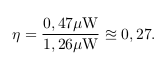 η = 0,47μW / 1,26μW ≊ 0,27.